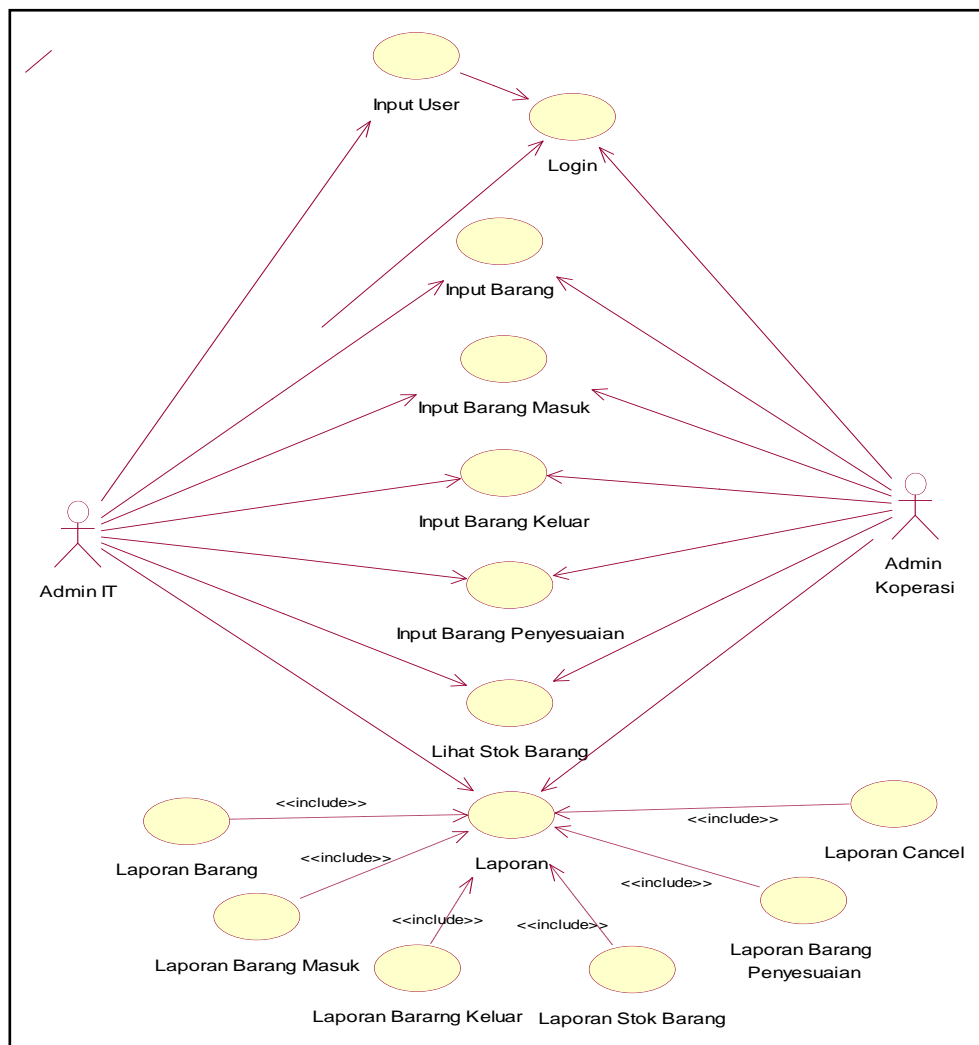 Input User
Login
Input Barang
Input Barang Masuk
Input Barang Keluar
Admin IT
Admin
Koperasi
Input Barang Penyesuaian
Lihat Stok Barang
<<include>>
<<include>>
Laporan Barang
<<include>>
Laporan
Laporan Cancel
<<include>>
<<include>>
<<include>>
Laporan Barang Masuk
Laporan Barang
Penyesuaian
Laporan Bararng Keluar
Laporan Stok Barang